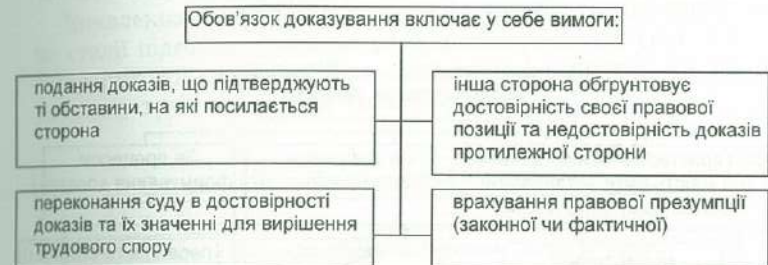 Обов'язок доказування включає у себе вимоги:
подання доказів, що підтверджують
ті обставини, на які посилається
сторона
інша сторона обґрунтовує
достовірність своєї правової
позиції та недостовірність доказів
протилежної сторони
переконання суду в достовірності
доказів та їх значенні для вирішення
трудового спору
врахування правової презумпції
(законної чи фактичної)